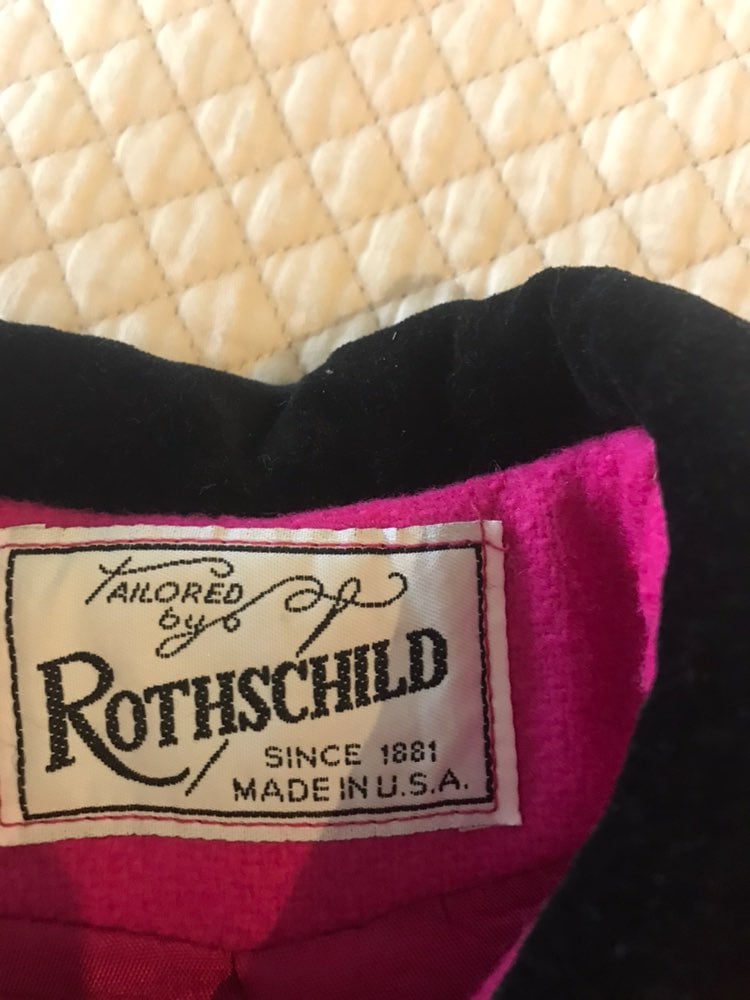 TAILORED
by
ROTHSCHILD
SINCE 1881
MADE IN U.S.A.